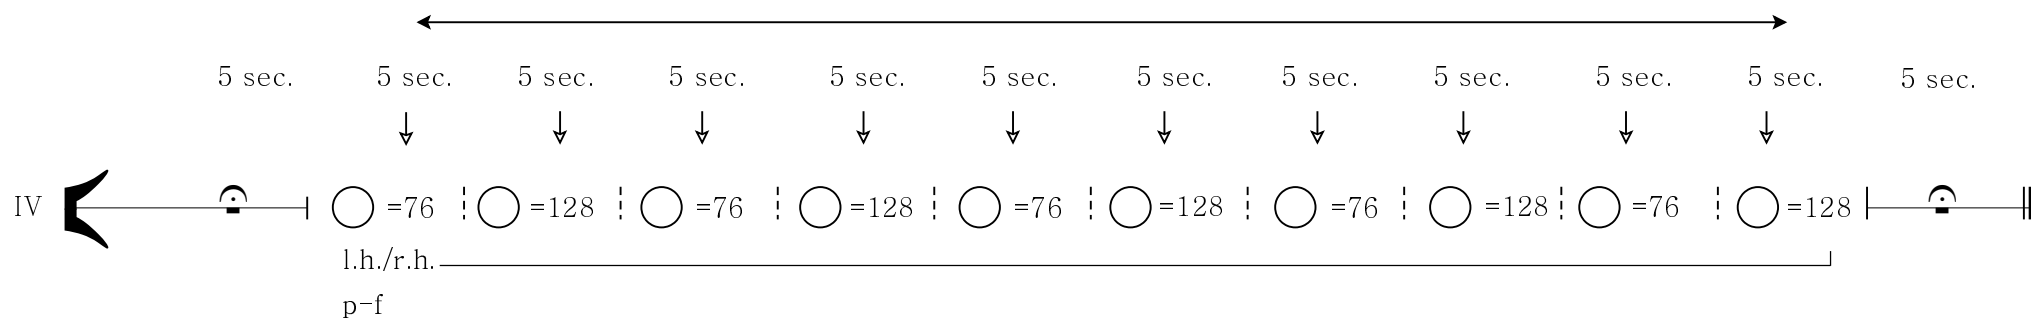 5 sec. 5 sec. 5 sec. 5 sec. 5 sec. 5 sec. 5 sec. 5 sec. 5 sec. 5 sec. 5 sec. 5 sec.
IV =76 =128 =76 =128 =76 =128 =76 =128 =76 =128
l.h./r.h.
p-f